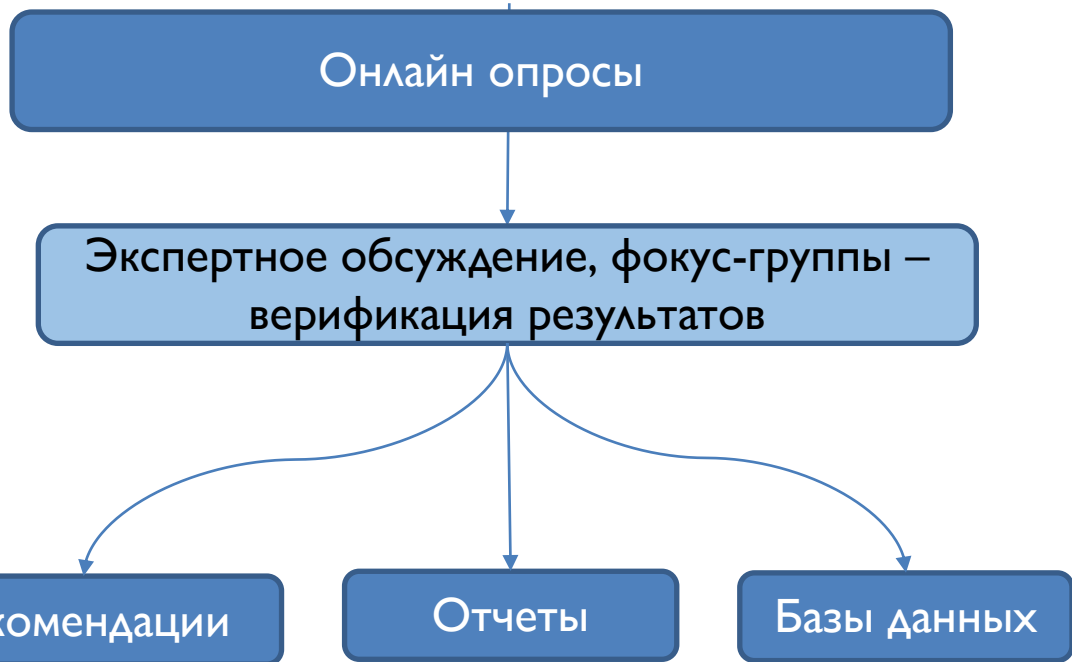 Онлайн опросы
Экспертное обсуждение, фокус-группы –
верификация результатов
комендации
Отчеты
Базы данных